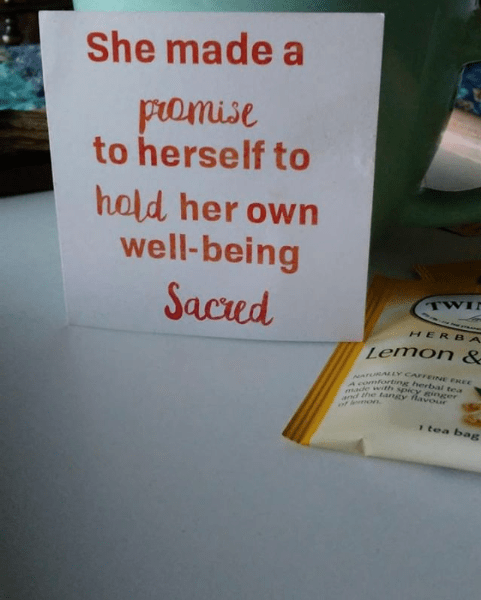 She made a
promise
to herself to
hold her own
well-being
Sacred
HERBA
Lemon &
NATURALLY CAFFEINE FREE
A comforting herbal tea
made with spicy ginger
and the tangy flavour
of lemon.
1 tea bag